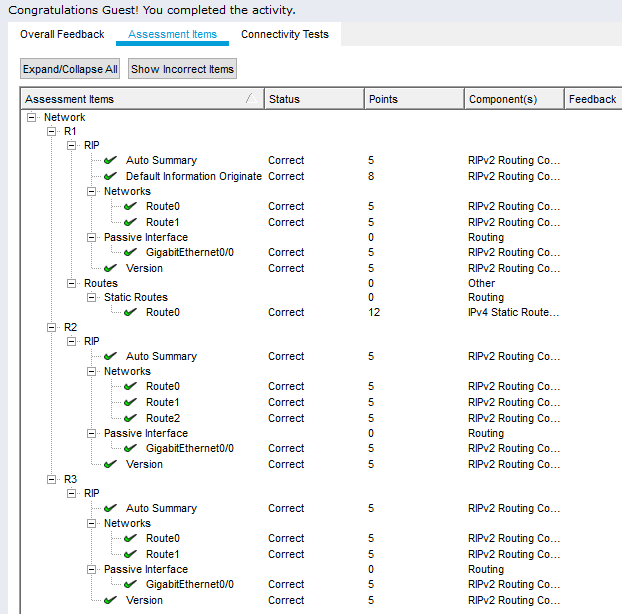 Congratulations Guest! You completed the activity.
Overall Feedback Assessment Items Connectivity Tests
Expand/Collapse All Show Incorrect Items
Assessment Items / Status Points Component(s) Feedback
Network
R1
RIP
Auto Summary Correct 5 RIPv2 Routing Co...
Default Information Originate Correct 8 RIPv2 Routing Co...
Networks
Route0 Correct 5 RIPv2 Routing Co...
Route1 Correct 5 RIPv2 Routing Co...
Passive Interface 0 Routing
GigabitEthernet0/0 Correct 5 RIPv2 Routing Co...
Version Correct 5 RIPv2 Routing Co...
Routes 0 Other
Static Routes 0 Routing
Route0 Correct 12 IPv4 Static Route...
R2
RIP
Auto Summary Correct 5 RIPv2 Routing Co...
Networks
Route0 Correct 5 RIPv2 Routing Co...
Route1 Correct 5 RIPv2 Routing Co...
Route2 Correct 5 RIPv2 Routing Co...
Passive Interface 0 Routing
GigabitEthernet0/0 Correct 5 RIPv2 Routing Co...
Version Correct 5 RIPv2 Routing Co...
R3
RIP
Auto Summary Correct 5 RIPv2 Routing Co...
Networks
Route0 Correct 5 RIPv2 Routing Co...
Route1 Correct 5 RIPv2 Routing Co...
Passive Interface 0 Routing
GigabitEthernet0/0 Correct 5 RIPv2 Routing Co...
Version Correct 5 RIPv2 Routing Co...